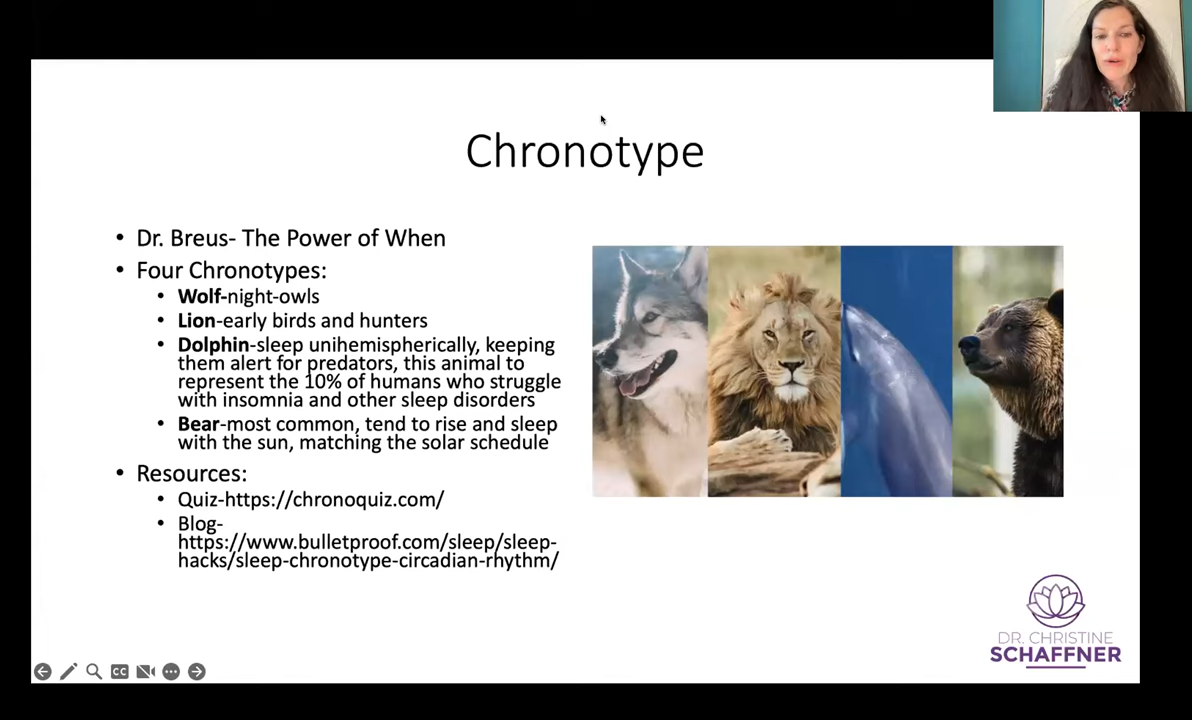 Chronotype
• Dr. Breus- The Power of When
• Four Chronotypes:
• Wolf-night-owls
• Lion-early birds and hunters
• Dolphin-sleep unihemispherically, keeping
them alert for predators, this animal to
represent the 10% of humans who struggle
with insomnia and other sleep disorders
• Bear-most common, tend to rise and sleep
with the sun, matching the solar schedule
• Resources:
• Quiz-https://chronoquiz.com/
• Blog-
https://www.bulletproof.com/sleep/sleep-
hacks/sleep-chronotype-circadian-rhythm/
DR. CHRISTINE
SCHAFFNER
CC